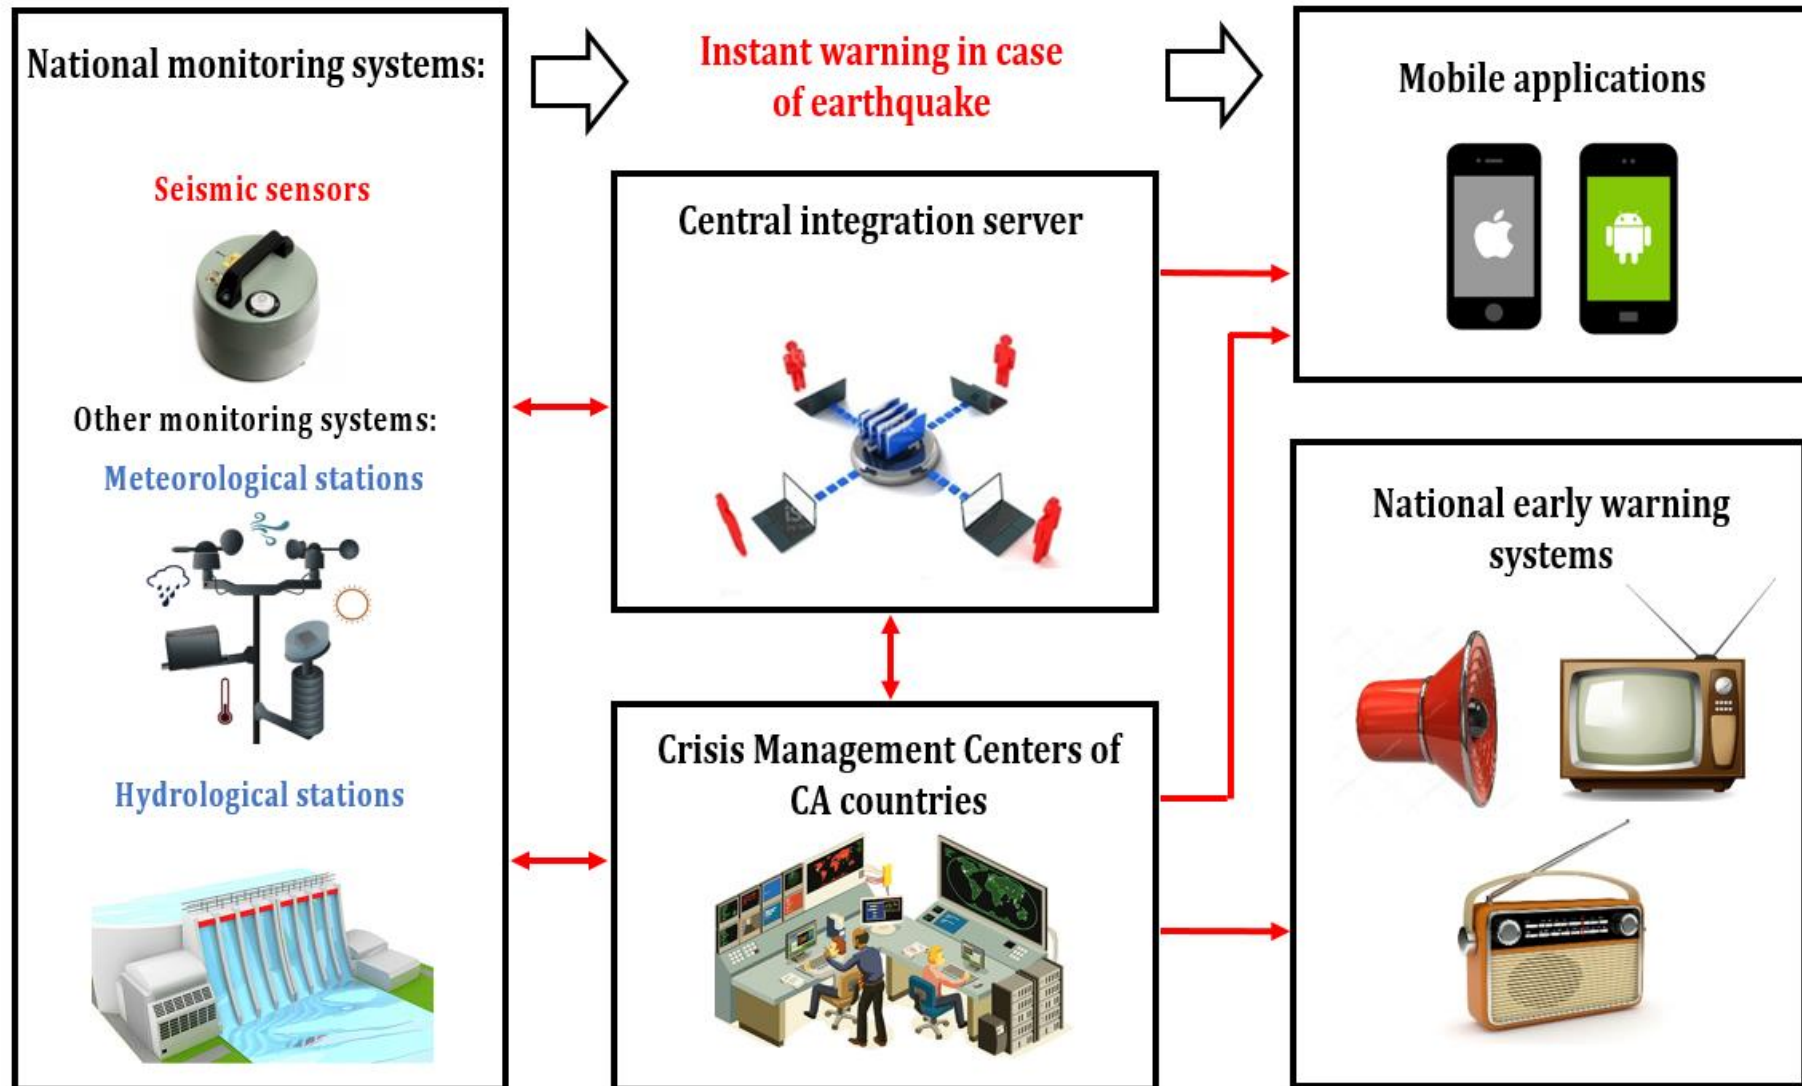 National monitoring systems:
Seismic sensors
Other monitoring systems:
Meteorological stations
Hydrological stations
Instant warning in case
of earthquake
Central integration server
Crisis Management Centers of
CA countries
Mobile applications
National early warning
systems